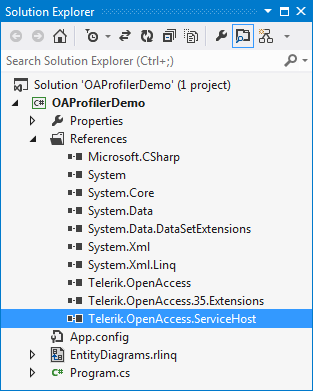 Solution Explorer
Search Solution Explorer (Ctrl+;)
Solution 'OAProfilerDemo' (1 project)
C# OAProfilerDemo
Properties
References
Microsoft.CSharp
System
System.Core
System.Data
System.Data.DataSetExtensions
System.Xml
System.Xml.Linq
Telerik.OpenAccess
Telerik.OpenAccess.35.Extensions
Telerik.OpenAccess.ServiceHost
App.config
EntityDiagrams.rlinq
C# Program.cs